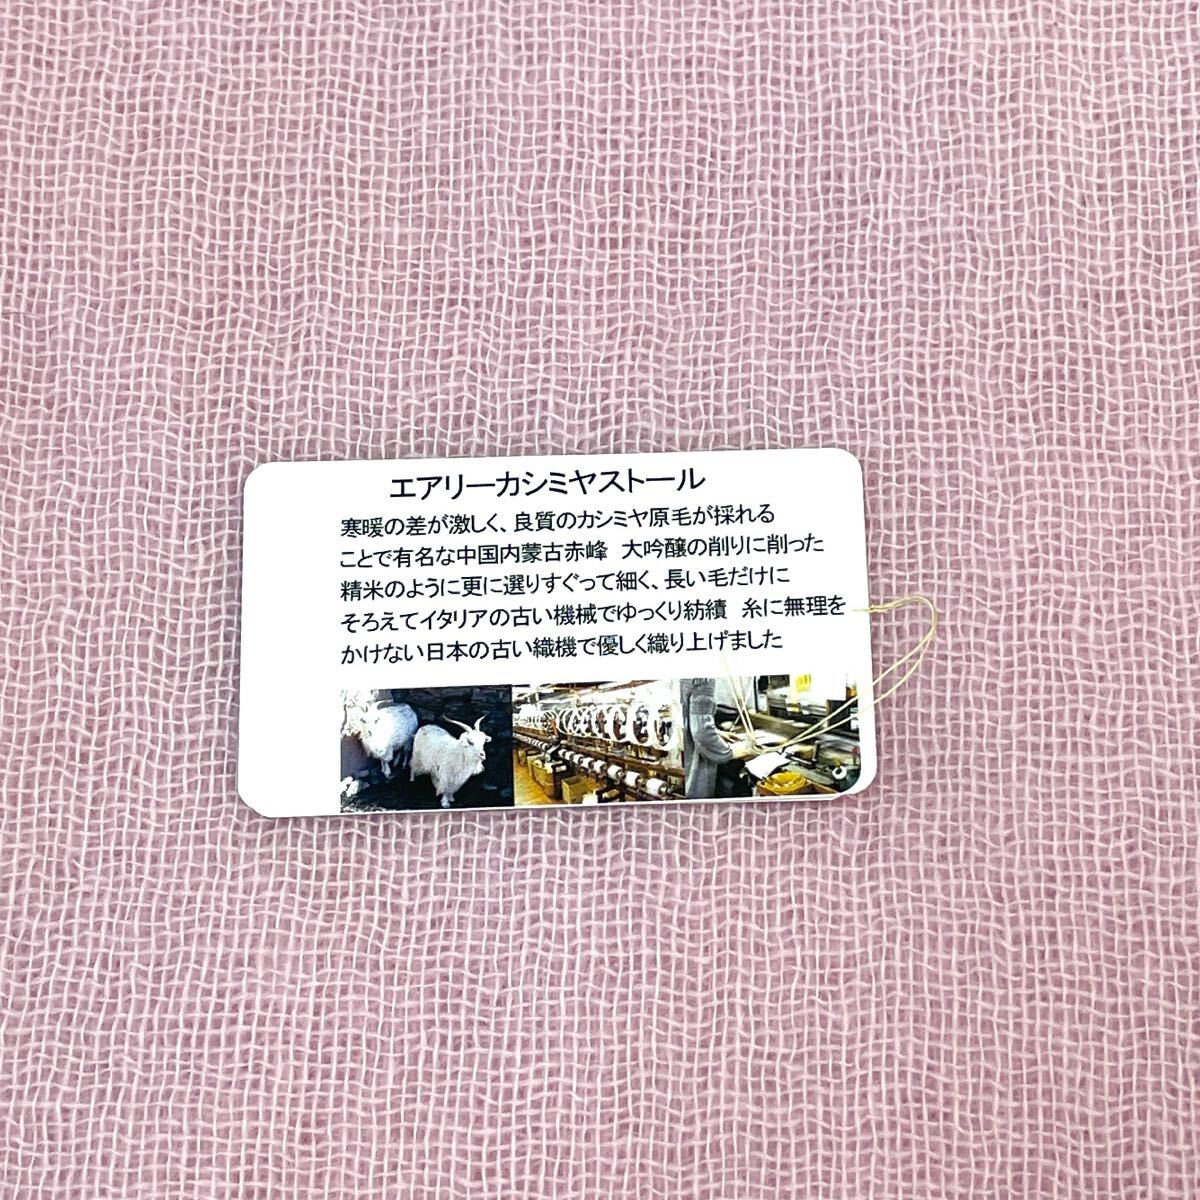 エアリーカシミヤストール
寒暖の差が激しく、良質のカシミヤ原毛が採れる
ことで有名な中国内蒙古赤峰　大吟醸の削りに削った
精米のように更に選りすぐって細く、長い毛だけに
そろえてイタリアの古い機械でゆっくり紡績　糸に無理を
かけない日本の古い織機で優しく織り上げました